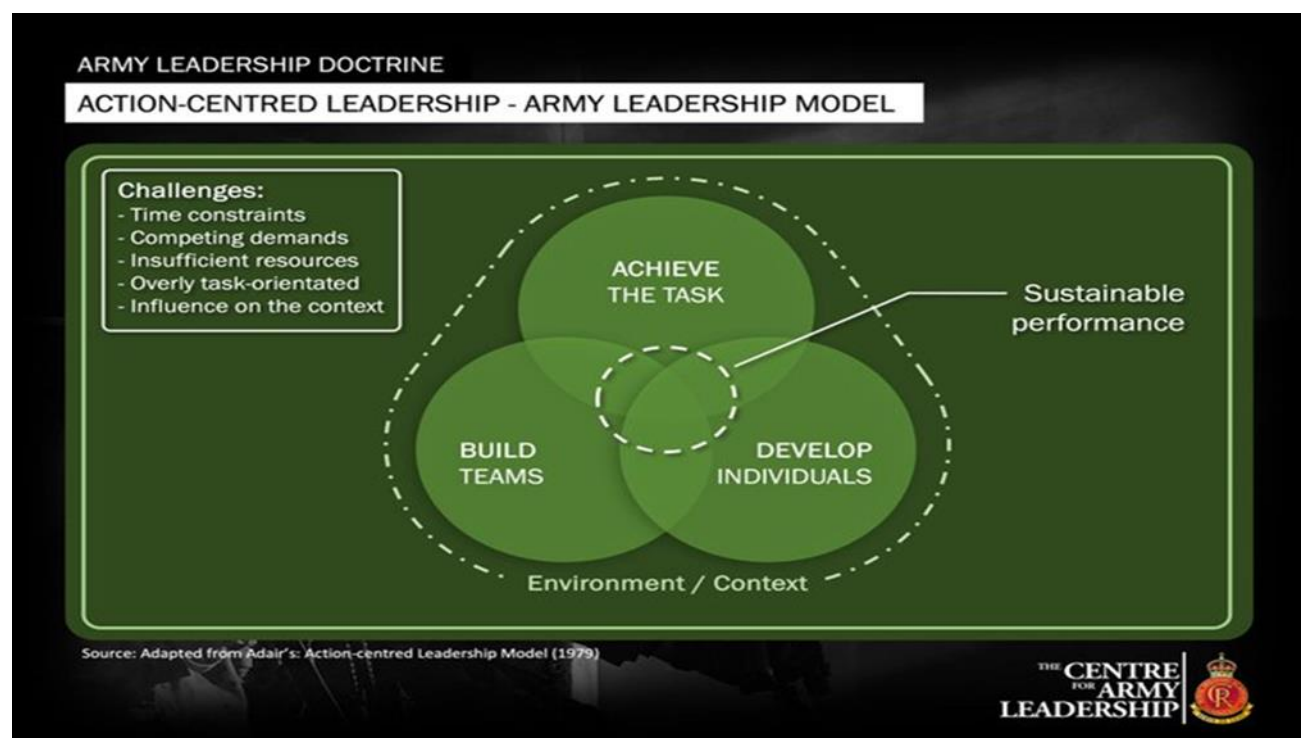 ARMY LEADERSHIP DOCTRINE
ACTION-CENTRED LEADERSHIP - ARMY LEADERSHIP MODEL
Challenges:
- Time constraints
- Competing demands
- Insufficient resources
- Overly task-orientated
- Influence on the context
ACHIEVE
THE TASK
Sustainable
performance
BUILD
TEAMS
DEVELOP
INDIVIDUALS
Environment / Context
Source: Adapted from Adair's: Action-centred Leadership Model (1979)
THE CENTRE
FOR ARMY
LEADERSHIP